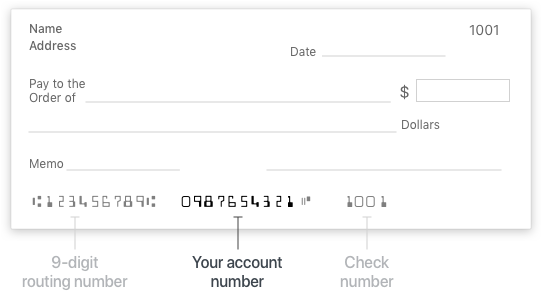 Name
1001
Address
Date
Pay to the
Order of
$
Dollars
Memo
⑆123456789⑆ 0987654321 ⑈ 1001
9-digit
routing number
Your account
number
Check
number